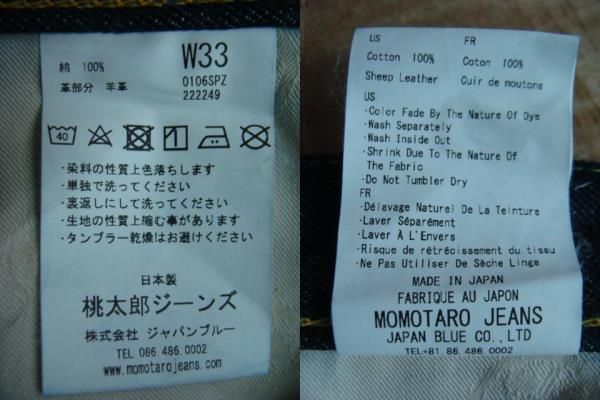 W33
綿 100%
0106SPZ
革部分 羊革
222249
40
・染料の性質上色落ちします
・単独で洗ってください
・裏返しにして洗ってください
・生地の性質上縮む事があります
・タンブラー乾燥はお避けください
日本製
桃太郎ジーンズ
株式会社 ジャパンブルー
TEL 086.486.0002
www.momotarojeans.com
US FR
Cotton 100% Coton 100%
Sheep Leather Cuir de moutons
US
・Color Fade By The Nature Of Dye
・Wash Separately
・Wash Inside Out
・Shrink Due To The Nature Of
The Fabric
・Do Not Tumbler Dry
FR
・Délavage Naturel De La Teinture
・Laver Séparément
・Laver À L'Envers
・Risque de rétrécissement du tissu
・Ne Pas Utiliser De Sèche Linge
MADE IN JAPAN
FABRIQUE AU JAPON
MOMOTARO JEANS
JAPAN BLUE CO.,LTD
TEL+81.86.486.0002